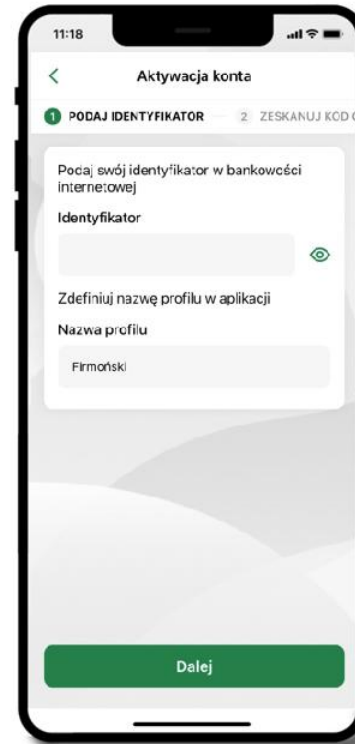 11:18
Aktywacja konta
1 PODAJ IDENTYFIKATOR 2 ZESKANUJ KOD
Podaj swój identyfikator w bankowości
internetowej
Identyfikator
Zdefiniuj nazwę profilu w aplikacji
Nazwa profilu
Firmoński
Dalej